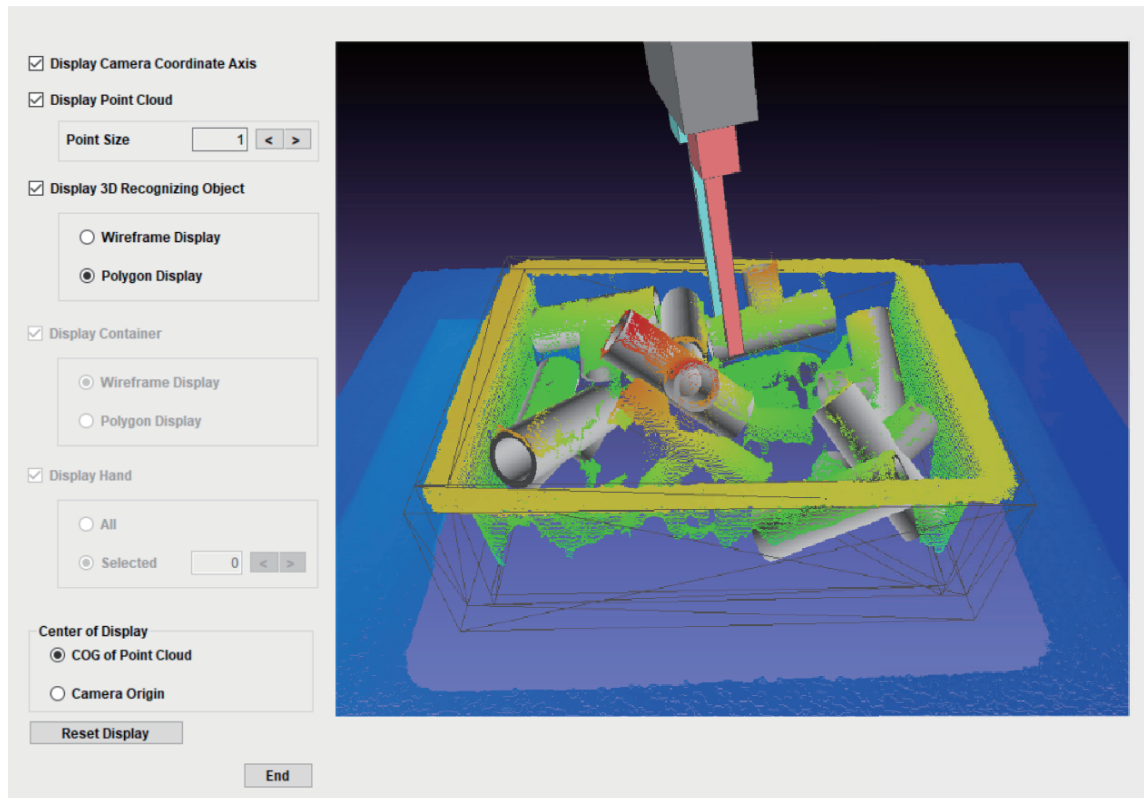 Display Camera Coordinate Axis
Display Point Cloud
Point Size 1 < >
Display 3D Recognizing Object
Wireframe Display
Polygon Display
Display Container
Wireframe Display
Polygon Display
Display Hand
All
Selected 0 < >
Center of Display
COG of Point Cloud
Camera Origin
Reset Display
End